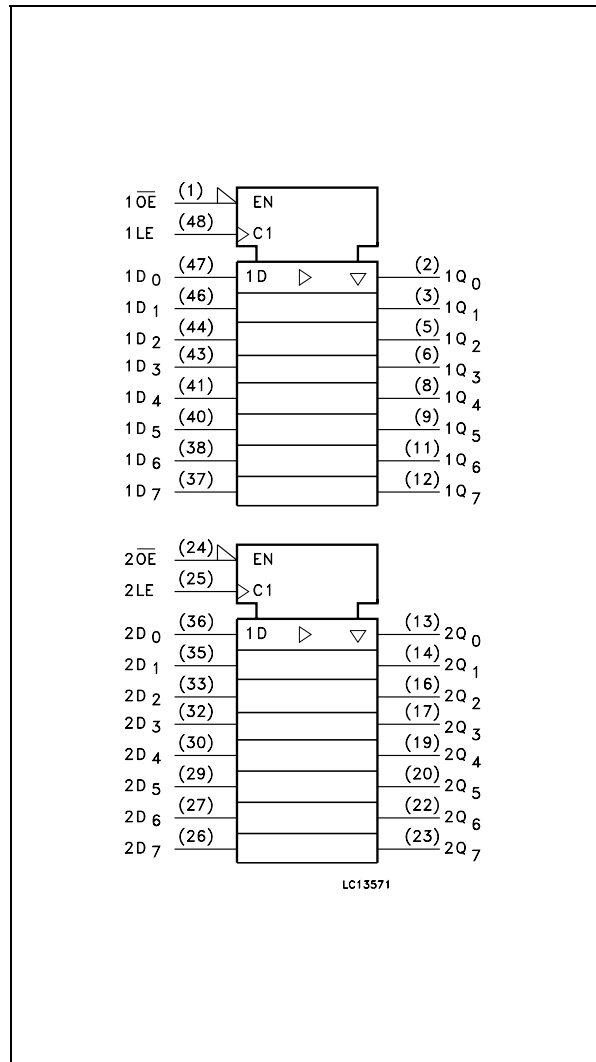 1O̅E̅ (1) EN
1LE (48) C1
1D0 (47) 1D (2) 1Q0
1D1 (46) (3) 1Q1
1D2 (44) (5) 1Q2
1D3 (43) (6) 1Q3
1D4 (41) (8) 1Q4
1D5 (40) (9) 1Q5
1D6 (38) (11) 1Q6
1D7 (37) (12) 1Q7
2O̅E̅ (24) EN
2LE (25) C1
2D0 (36) 1D (13) 2Q0
2D1 (35) (14) 2Q1
2D2 (33) (16) 2Q2
2D3 (32) (17) 2Q3
2D4 (30) (19) 2Q4
2D5 (29) (20) 2Q5
2D6 (27) (22) 2Q6
2D7 (26) (23) 2Q7
LC13571